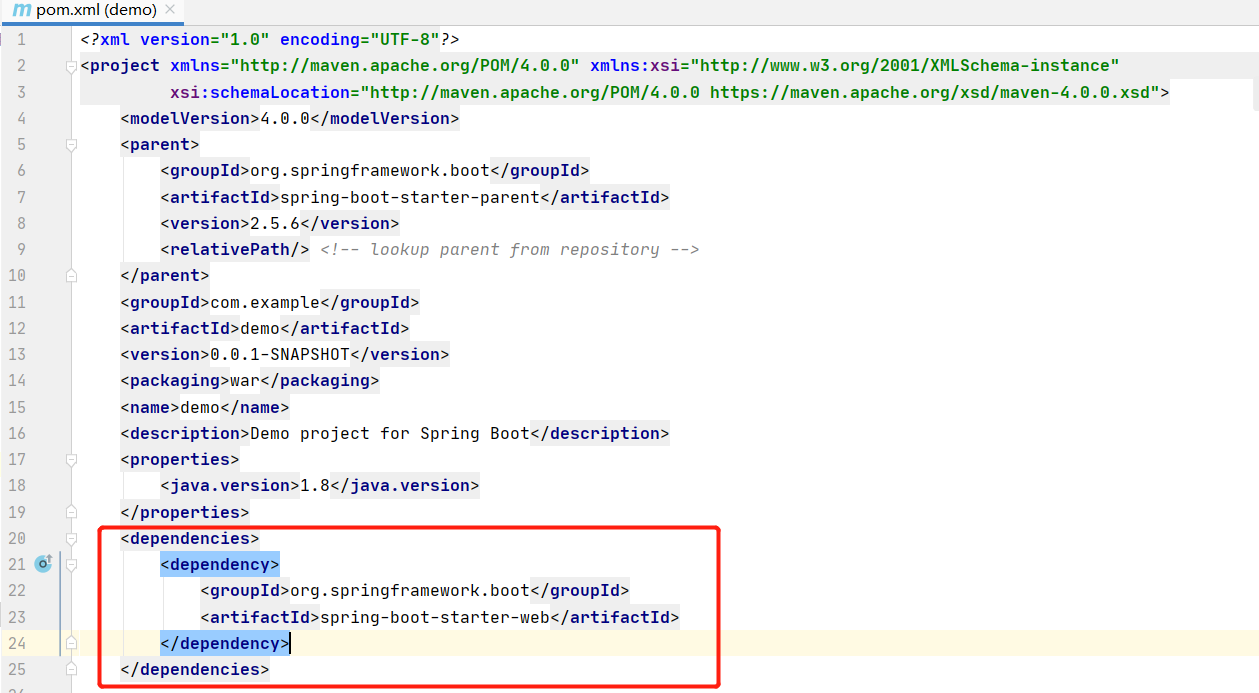 m pom.xml (demo) ×
1 <?xml version="1.0" encoding="UTF-8"?>
2 <project xmlns="http://maven.apache.org/POM/4.0.0" xmlns:xsi="http://www.w3.org/2001/XMLSchema-instance"
3 xsi:schemaLocation="http://maven.apache.org/POM/4.0.0 https://maven.apache.org/xsd/maven-4.0.0.xsd">
4 <modelVersion>4.0.0</modelVersion>
5 <parent>
6 <groupId>org.springframework.boot</groupId>
7 <artifactId>spring-boot-starter-parent</artifactId>
8 <version>2.5.6</version>
9 <relativePath/> <!-- lookup parent from repository -->
10 </parent>
11 <groupId>com.example</groupId>
12 <artifactId>demo</artifactId>
13 <version>0.0.1-SNAPSHOT</version>
14 <packaging>war</packaging>
15 <name>demo</name>
16 <description>Demo project for Spring Boot</description>
17 <properties>
18 <java.version>1.8</java.version>
19 </properties>
20 <dependencies>
21 <dependency>
22 <groupId>org.springframework.boot</groupId>
23 <artifactId>spring-boot-starter-web</artifactId>
24 </dependency>
25 </dependencies>